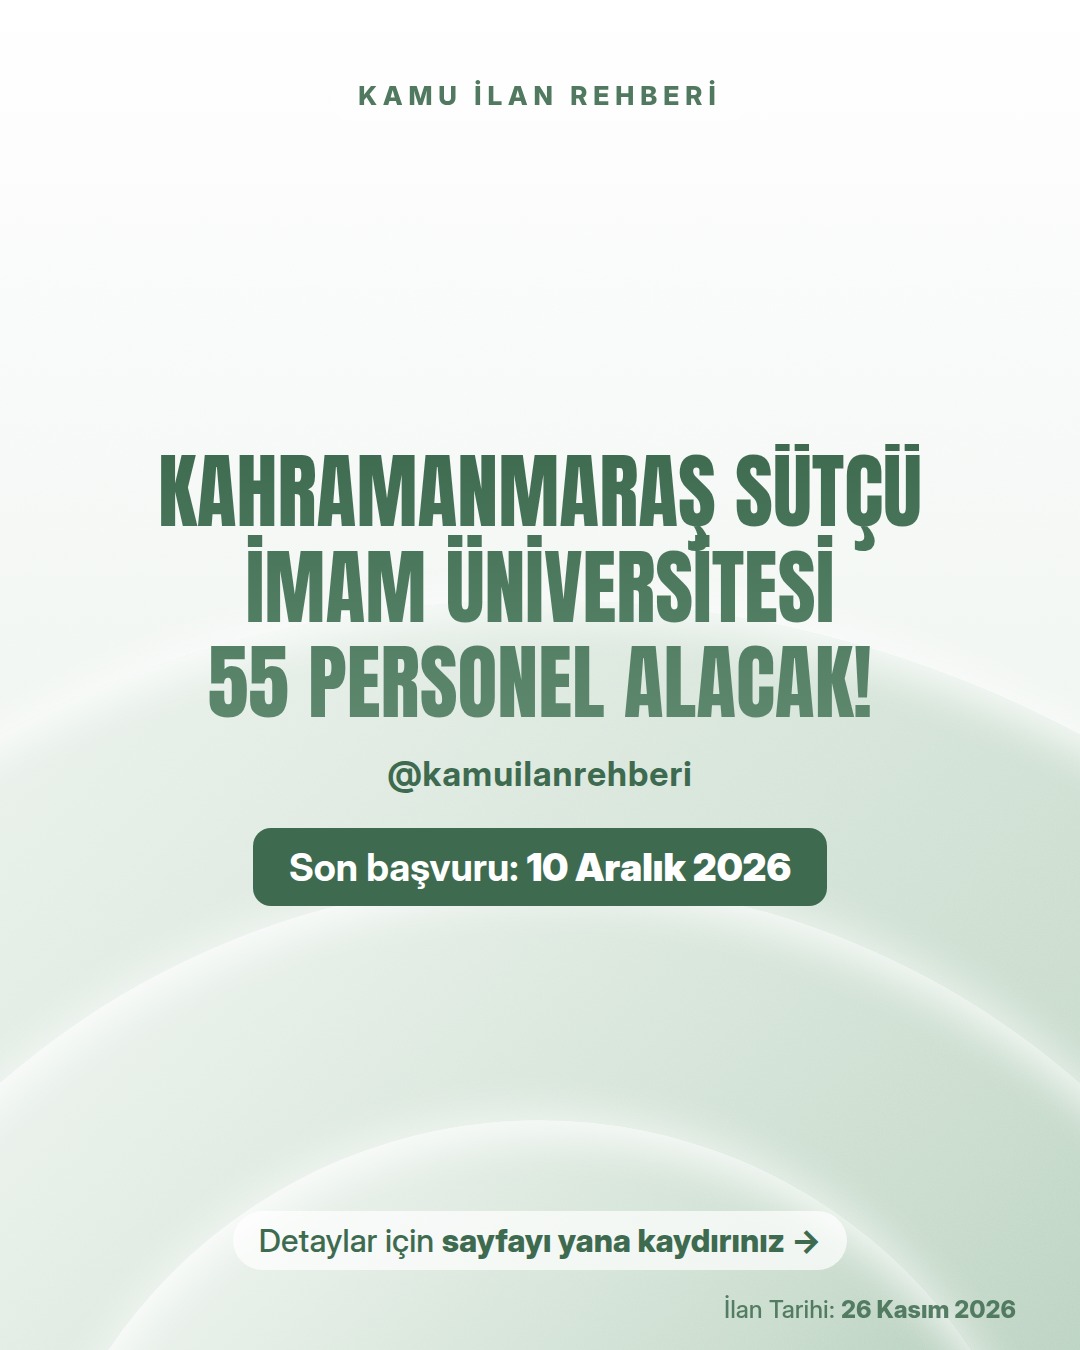 KAMU İLAN REHBERİ
KAHRAMANMARAŞ SÜTÇÜ
İMAM ÜNİVERSİTESİ
55 PERSONEL ALACAK!
@kamuilanrehberi
Son başvuru: 10 Aralık 2026
Detaylar için sayfayı yana kaydırınız →
İlan Tarihi: 26 Kasım 2026